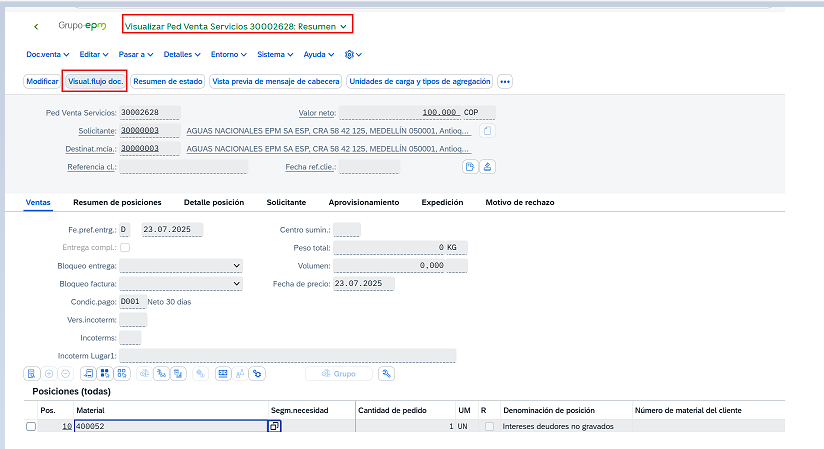 Grupo·epm Visualizar Ped Venta Servicios 30002628: Resumen
Doc.venta Editar Pasar a Detalles Entorno Sistema Ayuda
Modificar Visual.flujo doc. Resumen de estado Vista previa de mensaje de cabecera Unidades de carga y tipos de agregación •••
Ped Venta Servicios: 30002628 Valor neto: 100.000 COP
Solicitante: 30000003 AGUAS NACIONALES EPM SA ESP, CRA 58 42 125, MEDELLÍN 050001, Antioq...
Destinat.mcía.: 30000003 AGUAS NACIONALES EPM SA ESP, CRA 58 42 125, MEDELLÍN 050001, Antioq...
Referencia cl.: Fecha ref.clie.:
Ventas Resumen de posiciones Detalle posición Solicitante Aprovisionamiento Expedición Motivo de rechazo
Fe.pref.entrg.: D 23.07.2025 Centro sumin.:
Entrega compl.: Peso total: 0 KG
Bloqueo entrega: Volumen: 0,000
Bloqueo factura: Fecha de precio: 23.07.2025
Condic.pago: D001 Neto 30 días
Vers.incoterm:
Incoterms:
Incoterm Lugar1:
Grupo
Posiciones (todas)
Pos. Material Segm.necesidad Cantidad de pedido UM R Denominación de posición Número de material del cliente
10 400052 1 UN Intereses deudores no gravados